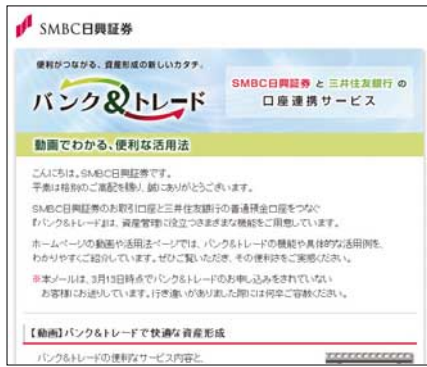 SMBC日興証券
便利がつながる、資産形成の新しいカタチ。
バンク&トレード
SMBC日興証券 と 三井住友銀行 の
口座連携サービス
動画でわかる、便利な活用法
こんにちは。SMBC日興証券です。
平素は格別のご高配を賜り、誠にありがとうございます。
SMBC日興証券のお取引口座と三井住友銀行の普通預金口座をつなぐ
『バンク&トレード』は、資産管理に役立つさまざまな機能をご用意しています。
ホームページの動画や活用法ページでは、バンク&トレードの機能や具体的な活用例を、
わかりやすくご紹介しています。ぜひご覧いただき、その便利さをご実感ください。
※本メールは、3月13日時点でバンク&トレードのお申し込みをされていない
お客様にお送りしています。行き違いがありました際には何卒ご容赦ください。
【動画】バンク&トレードで快適な資産形成
バンク&トレードの便利なサービス内容と、